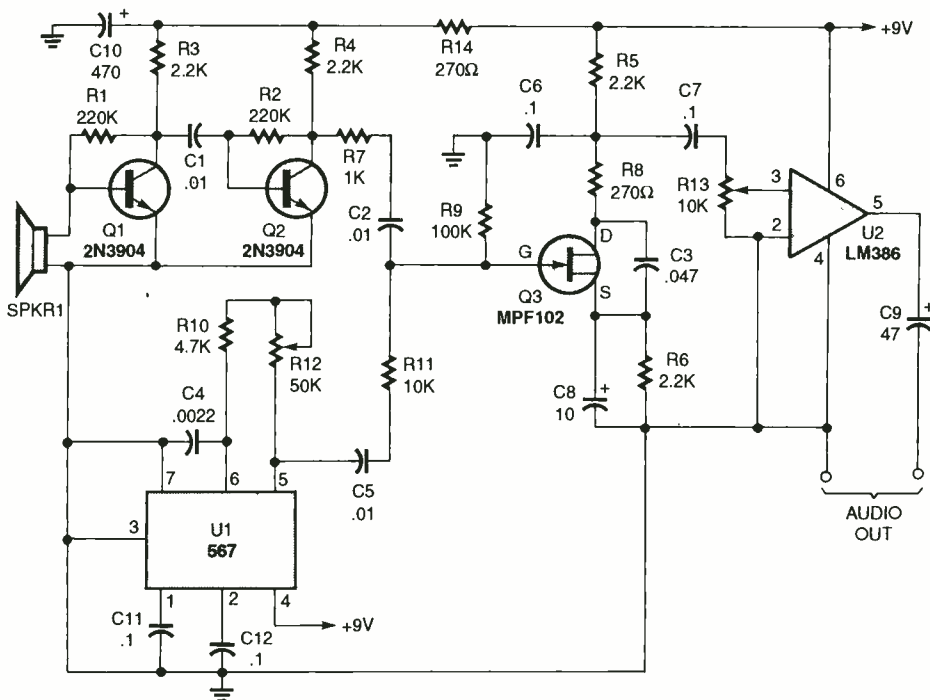 +
C10
470
R3
2.2K
R4
2.2K
R14
270Ω
R5
2.2K
+9V
R1
220K
C1
.01
R2
220K
R7
1K
C6
.1
C7
.1
Q1
2N3904
Q2
2N3904
C2
.01
R9
100K
R8
270Ω
R13
10K
3
2
6
5
4
U2
LM386
SPKR1
G
D
S
Q3
MPF102
C3
.047
C9
47
+
R10
4.7K
R12
50K
R11
10K
C8
10
+
R6
2.2K
C4
.0022
C5
.01
7
6
5
3
U1
567
1
2
4
C11
.1
C12
.1
+9V
AUDIO
OUT